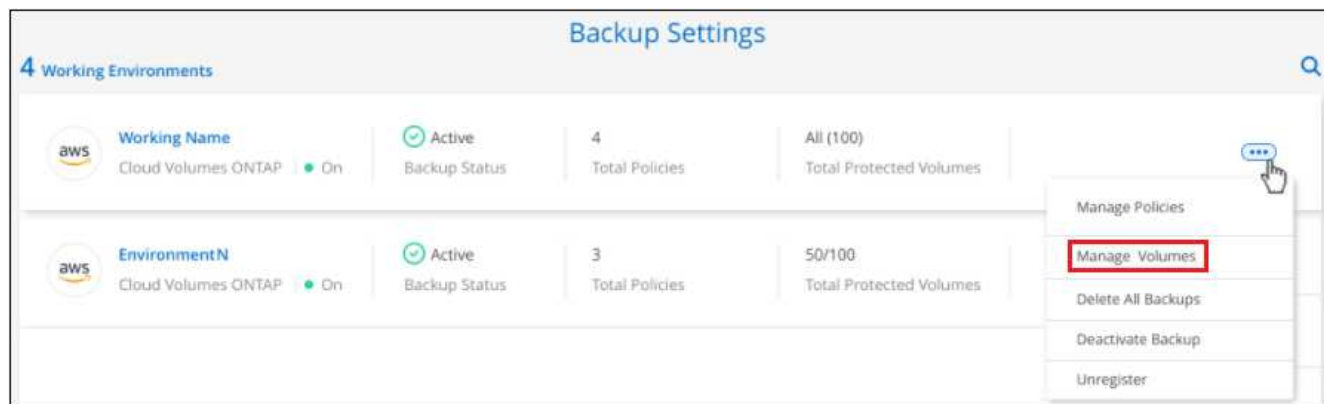 Backup Settings
4 Working Environments
aws
Working Name
Cloud Volumes ONTAP
On
Active
Backup Status
4
Total Policies
All (100)
Total Protected Volumes
Manage Policies
Manage Volumes
Delete All Backups
Deactivate Backup
Unregister
aws
EnvironmentN
Cloud Volumes ONTAP
On
Active
Backup Status
3
Total Policies
50/100
Total Protected Volumes